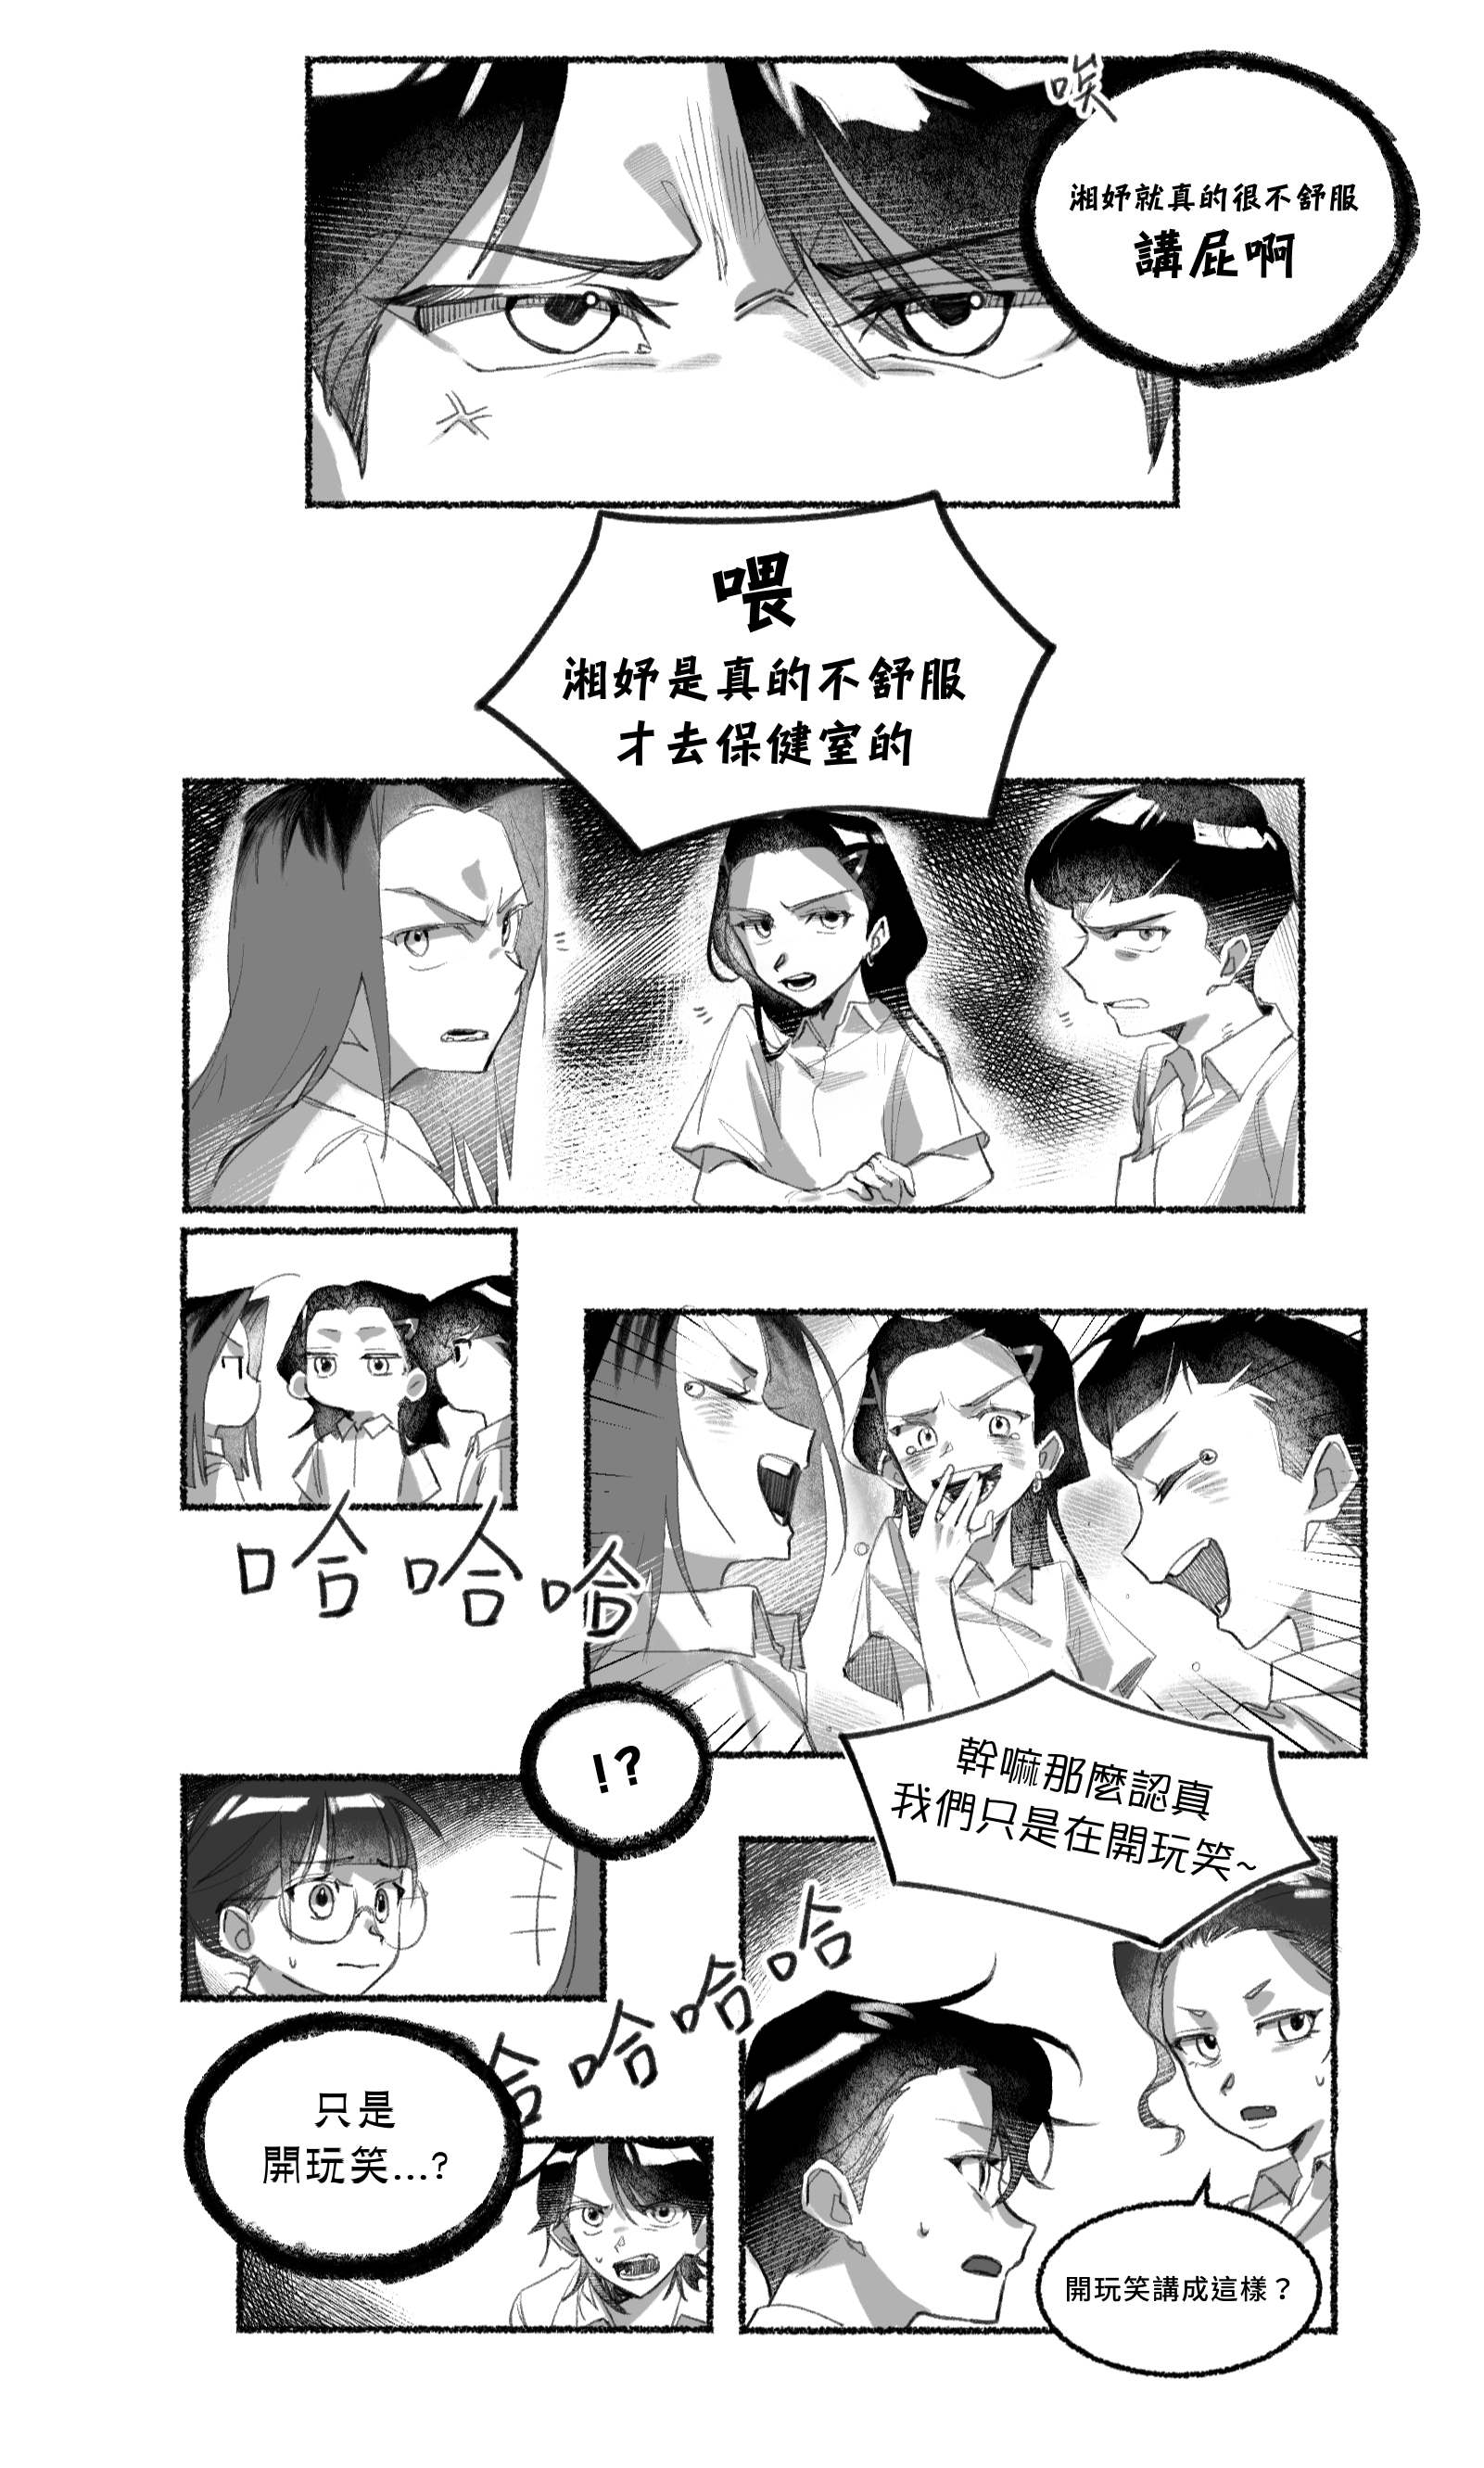 唉
湘妤就真的很不舒服
講屁啊
喂
湘妤是真的不舒服
才去保健室的
哈哈哈
!?
幹嘛那麼認真
我們只是在開玩笑~
哈哈哈哈
只是
開玩笑...?
開玩笑講成這樣？